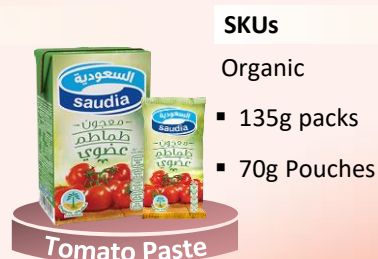 SKUs
Organic
▪ 135g packs
▪ 70g Pouches
السعودية
saudia
معجون
طماطم
عضوي
السعودية
saudia
معجون
طماطم
عضوي
Tomato Paste